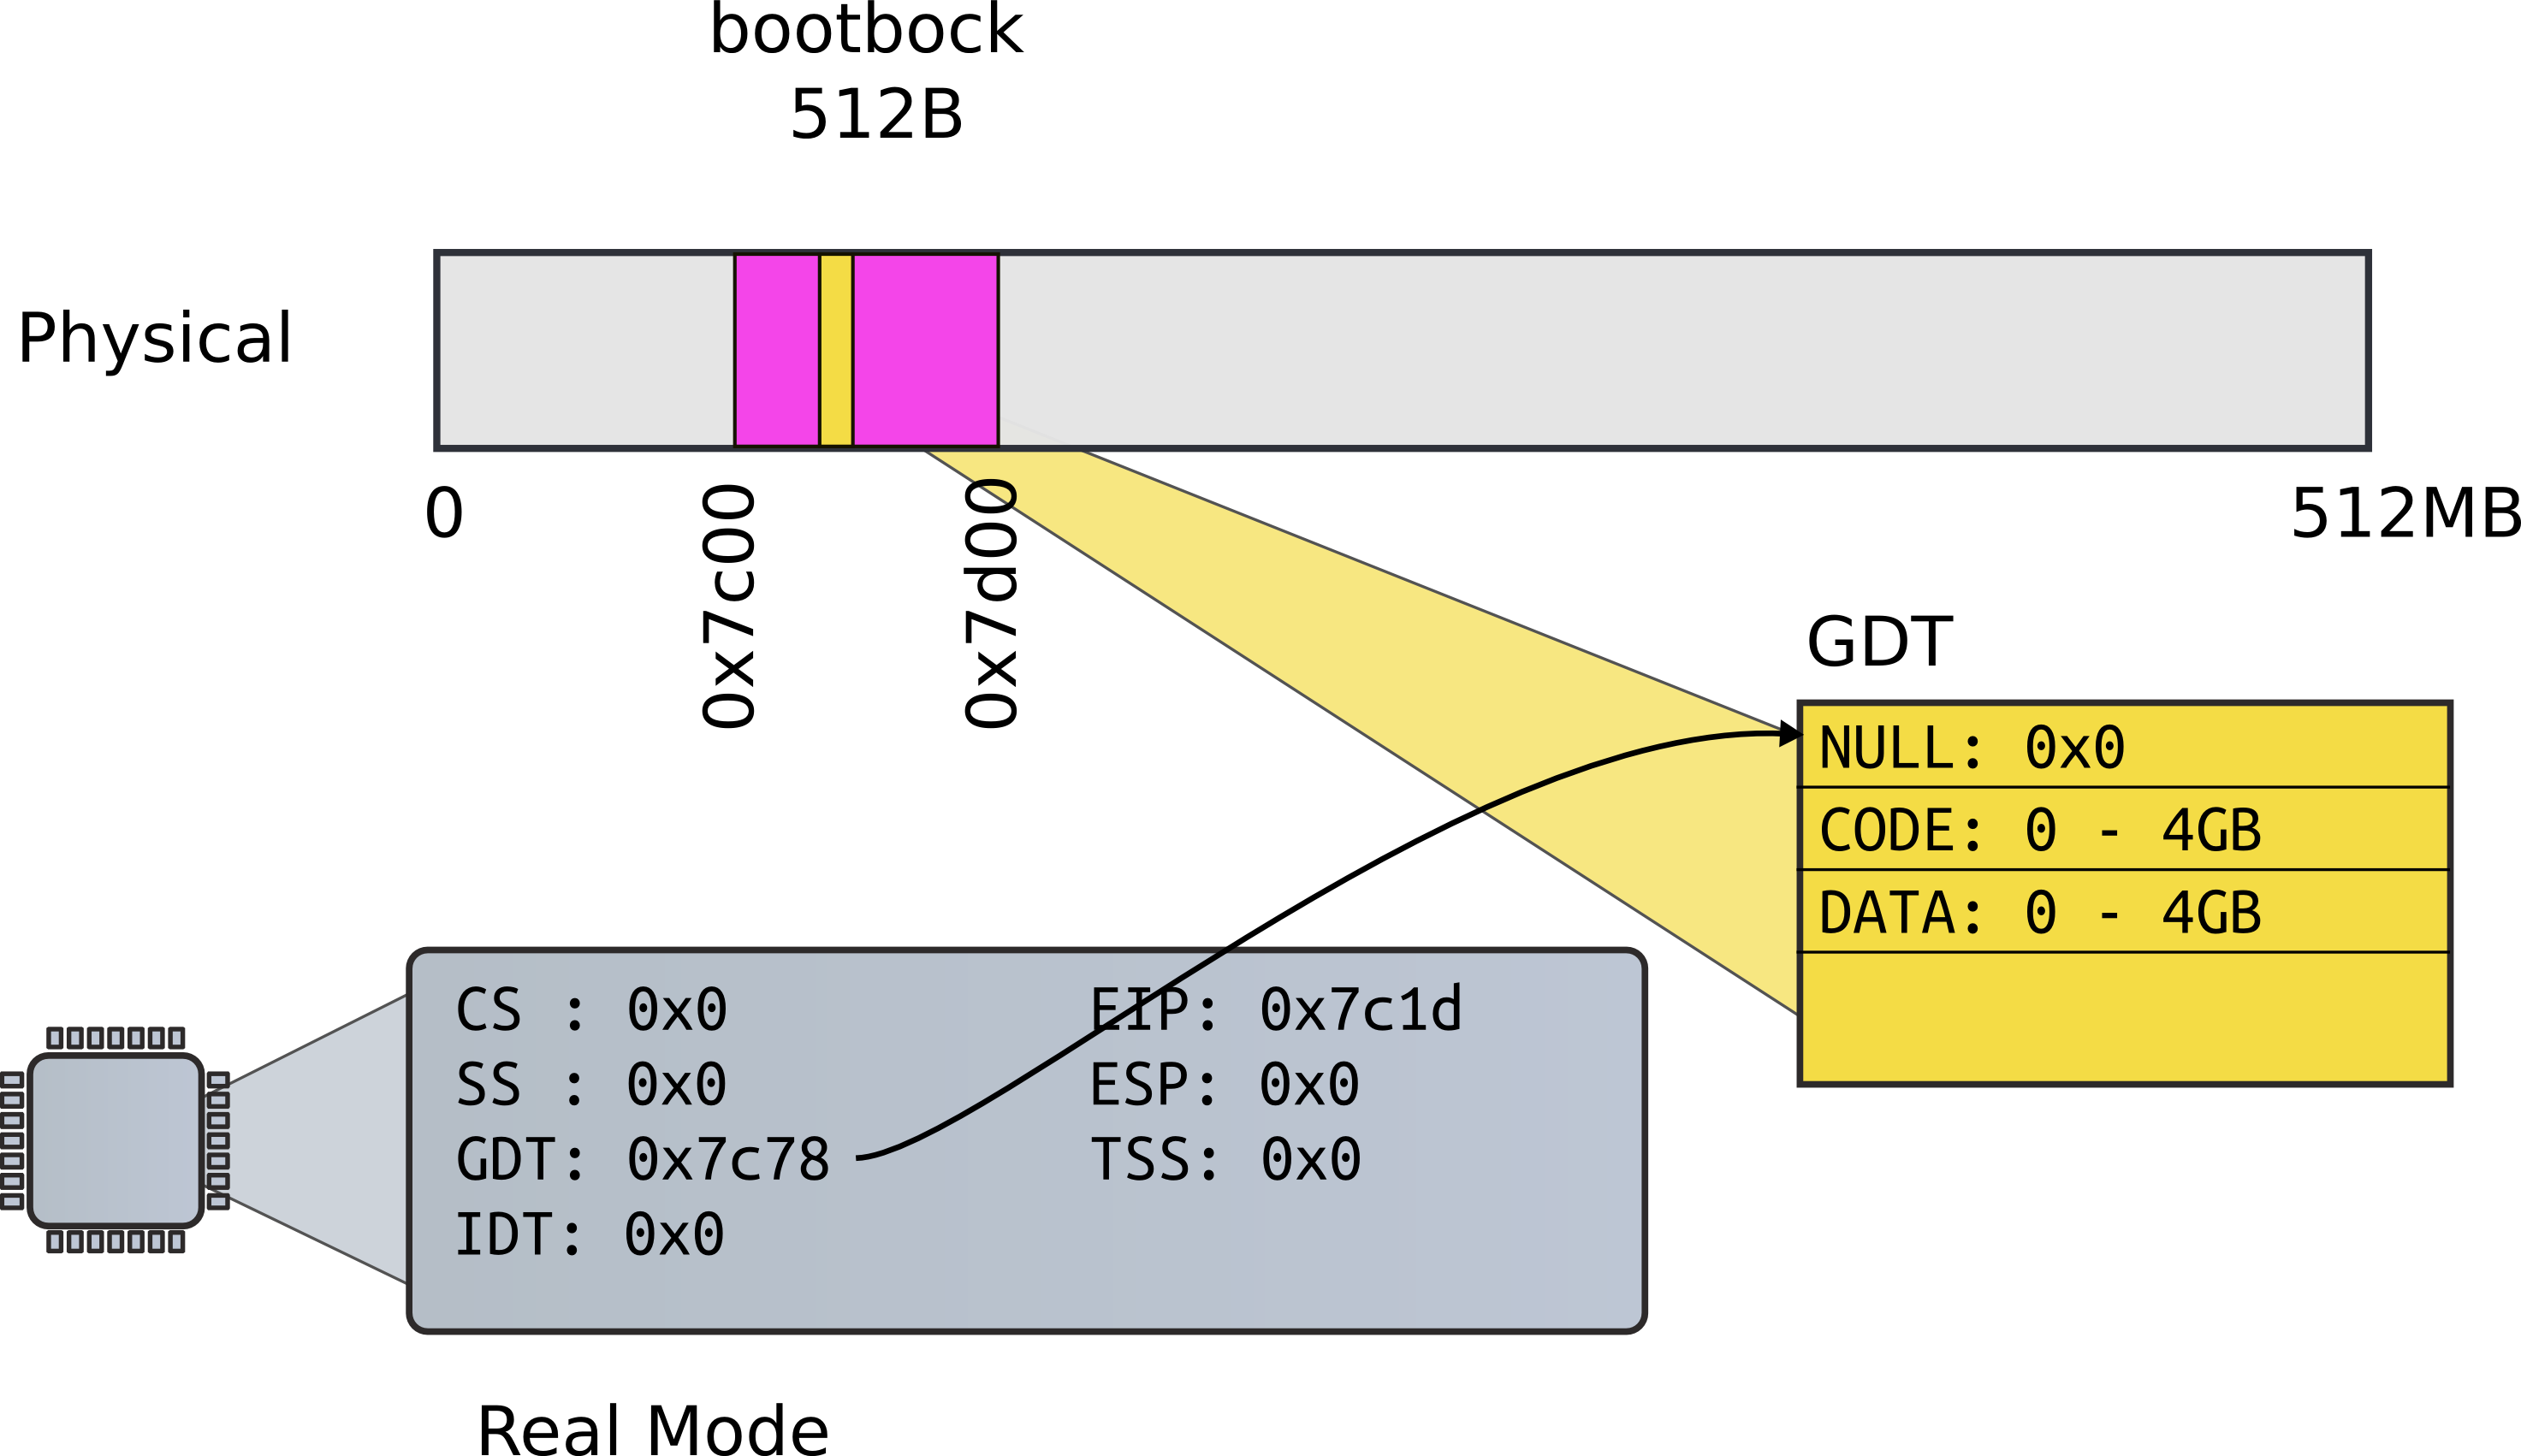 bootbock
512B
Physical
0
0x7c00
0x7d00
512MB
GDT
NULL: 0x0
CODE: 0 - 4GB
DATA: 0 - 4GB
CS : 0x0
SS : 0x0
GDT: 0x7c78
IDT: 0x0
EIP: 0x7c1d
ESP: 0x0
TSS: 0x0
Real Mode